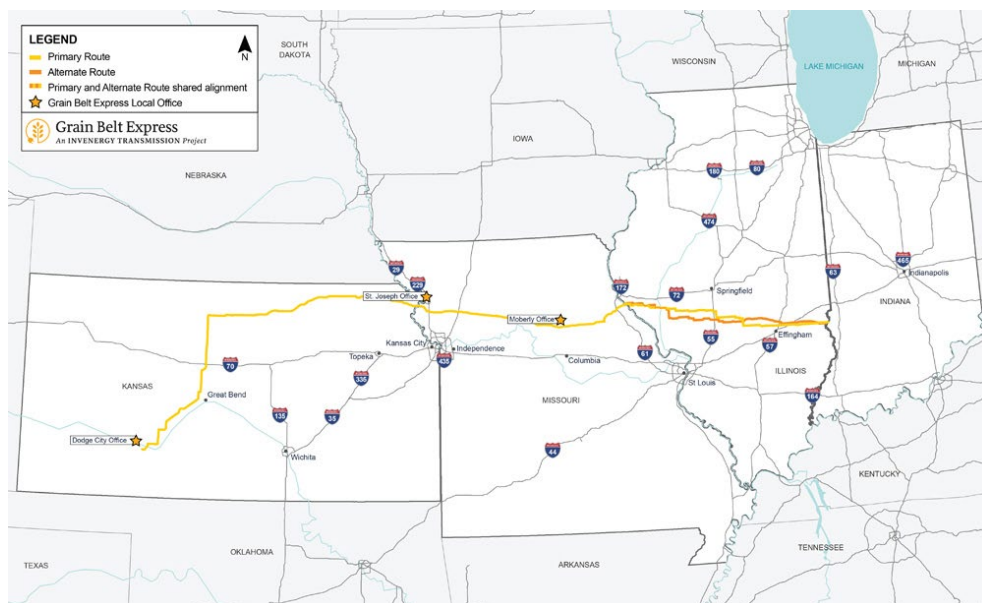 LEGEND
Primary Route
Alternate Route
Primary and Alternate Route shared alignment
Grain Belt Express Local Office
N
Grain Belt Express
An INVENERGY TRANSMISSION Project
SOUTH
DAKOTA
WISCONSIN
LAKE MICHIGAN
MICHIGAN
IOWA
NEBRASKA
180
80
474
29
229
172
72
Springfield
465
Indianapolis
63
INDIANA
St. Joseph Office
Moberly Office
Kansas City
Independence
435
Topeka
70
335
Columbia
61
55
57
Effingham
ILLINOIS
St Louis
164
KANSAS
Great Bend
135
35
MISSOURI
Dodge City Office
Wichita
44
KENTUCKY
OKLAHOMA
TEXAS
ARKANSAS
TENNESSEE